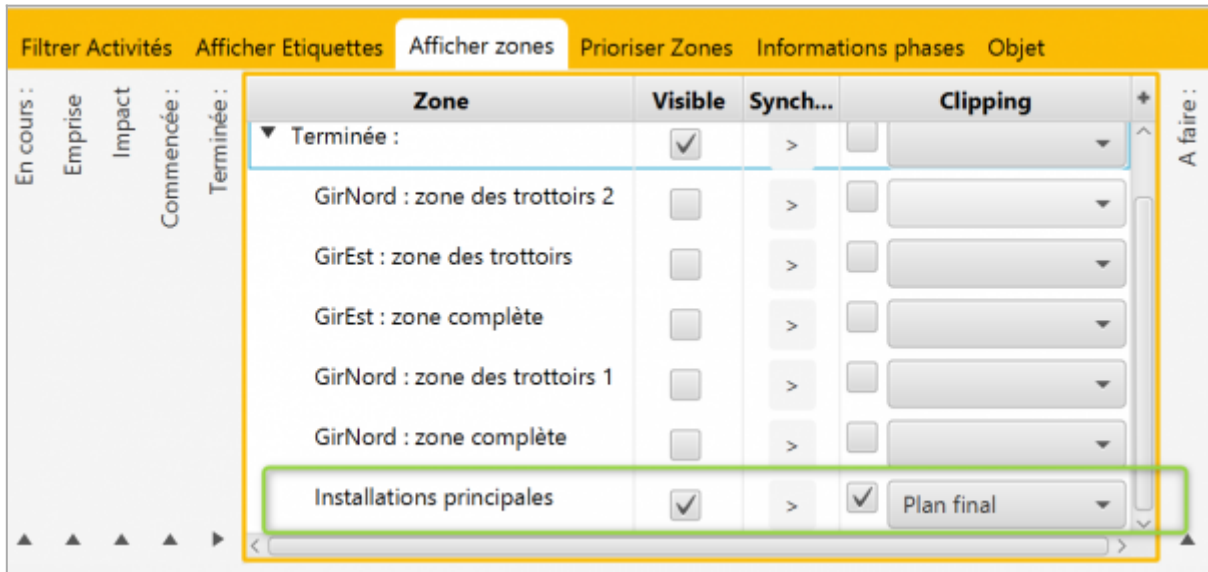 Filtrer Activités Afficher Etiquettes Afficher zones Prioriser Zones Informations phases Objet
En cours :
Emprise
Impact
Commencée :
Terminée :
Zone Visible Synch... Clipping +
Terminée : >
GirNord : zone des trottoirs 2 >
GirEst : zone des trottoirs >
GirEst : zone complète >
GirNord : zone des trottoirs 1 >
GirNord : zone complète >
Installations principales > Plan final
A faire :